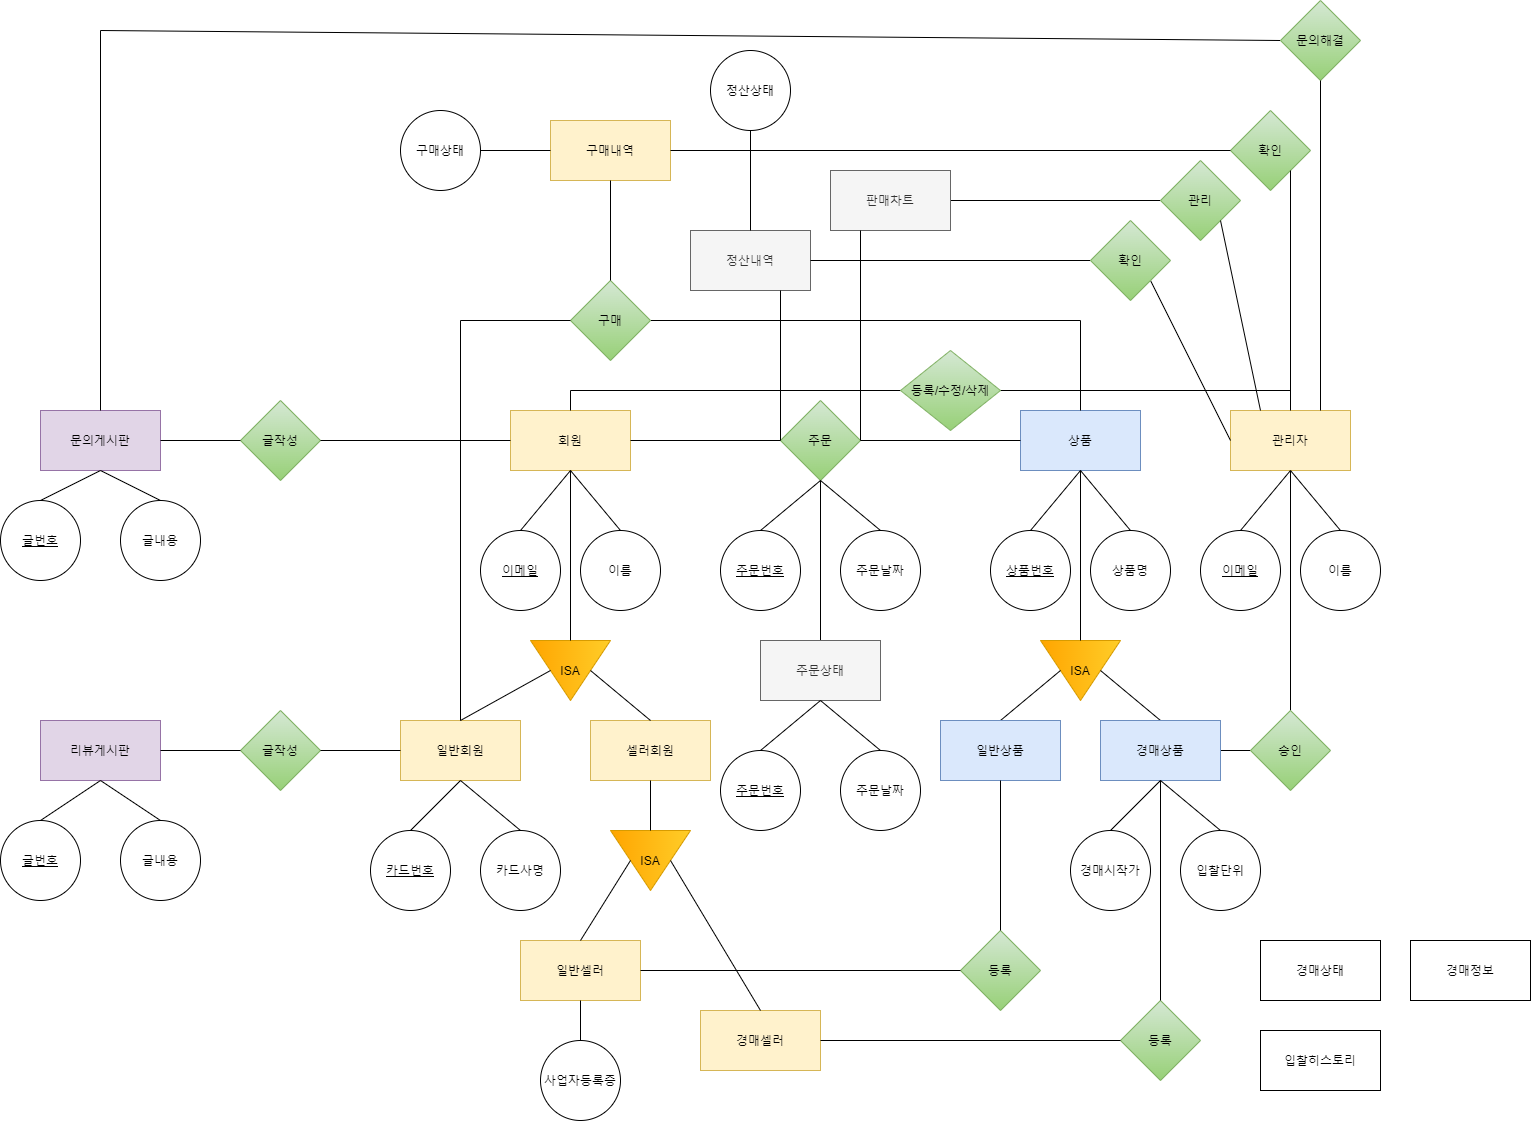 문의해결
정산상태
구매상태
구매내역
확인
판매차트
관리
정산내역
확인
구매
등록/수정/삭제
문의게시판
글작성
회원
주문
상품
관리자
글번호
글내용
이메일
이름
주문번호
주문날짜
상품번호
상품명
이메일
이름
ISA
주문상태
ISA
리뷰게시판
글작성
일반회원
셀러회원
일반상품
경매상품
승인
주문번호
주문날짜
글번호
글내용
카드번호
카드사명
ISA
경매시작가
입찰단위
일반셀러
등록
경매상태
경매정보
경매셀러
등록
입찰히스토리
사업자등록증